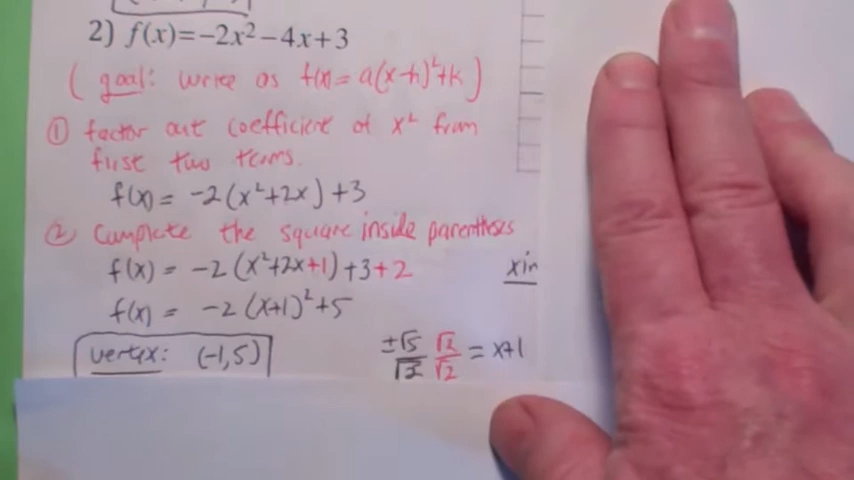 2) f(x)=−2x²−4x+3
( goal: write as f(x)= a(x-h)²+k )
① factor out coefficient of x² from
first two terms.
f(x)= -2(x²+2x)+3
② Complete the square inside parentheses
f(x) = -2(x²+2x+1)+3+2
xin
f(x) = -2(x+1)²+5
vertex: (-1,5)
±√5/√2 √2/√2 = x+1